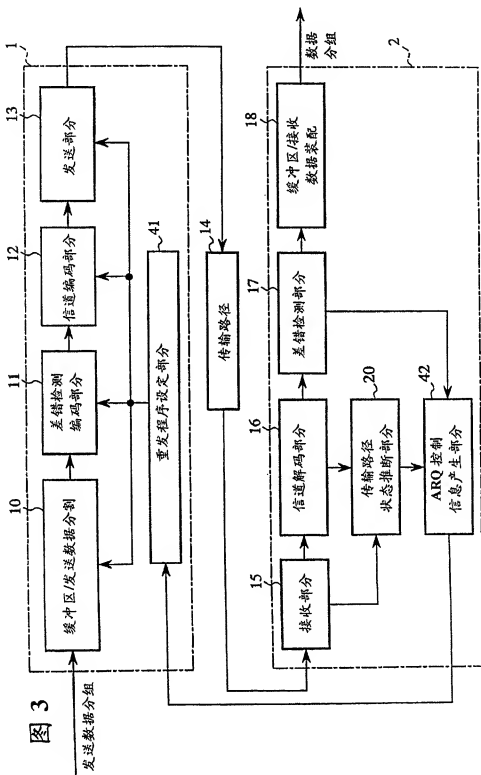 图 3
发送数据分组
1
10
缓冲区/发送数据分割
11
差错检测
编码部分
12
信道编码部分
13
发送部分
41
重发程序设定部分
14
传输路径
2
15
接收部分
16
信道解码部分
17
差错检测部分
18
缓冲区/接收
数据装配
数据
分组
20
传输路径
状态推断部分
42
ARQ 控制
信息产生部分